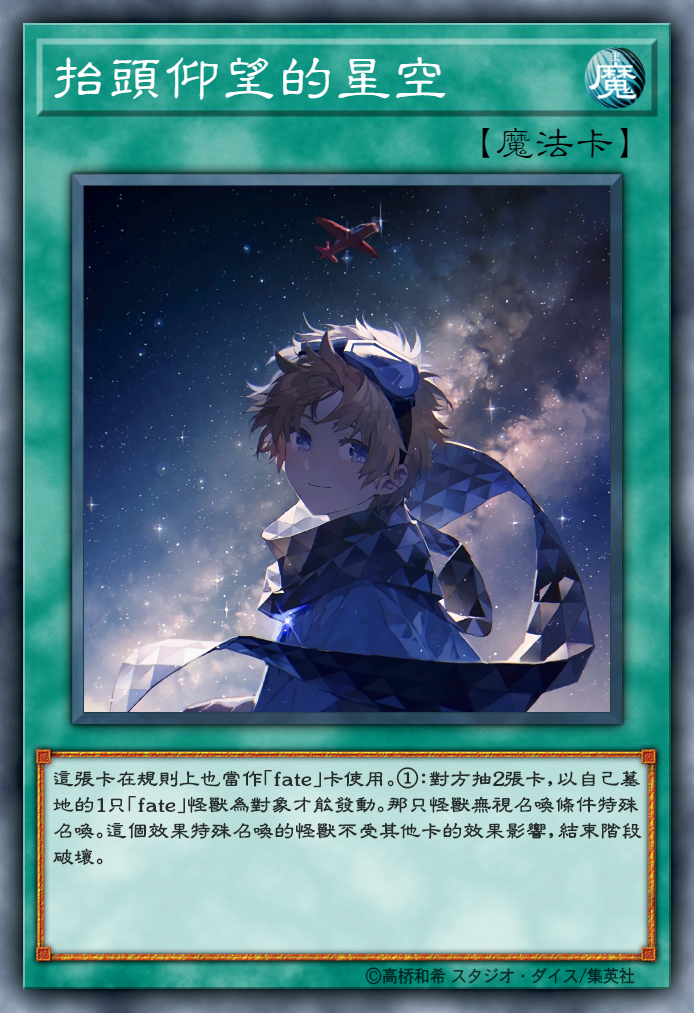 抬頭仰望的星空
魔
【魔法卡】
這張卡在規則上也當作「fate」卡使用。①：對方抽2張卡，以自己墓
地的1只「fate」怪獸為對象才能發動。那只怪獸無視召喚條件特殊
召喚。這個效果特殊召喚的怪獸不受其他卡的效果影響，結束階段
破壞。
©高桥和希 スタジオ・ダイス/集英社